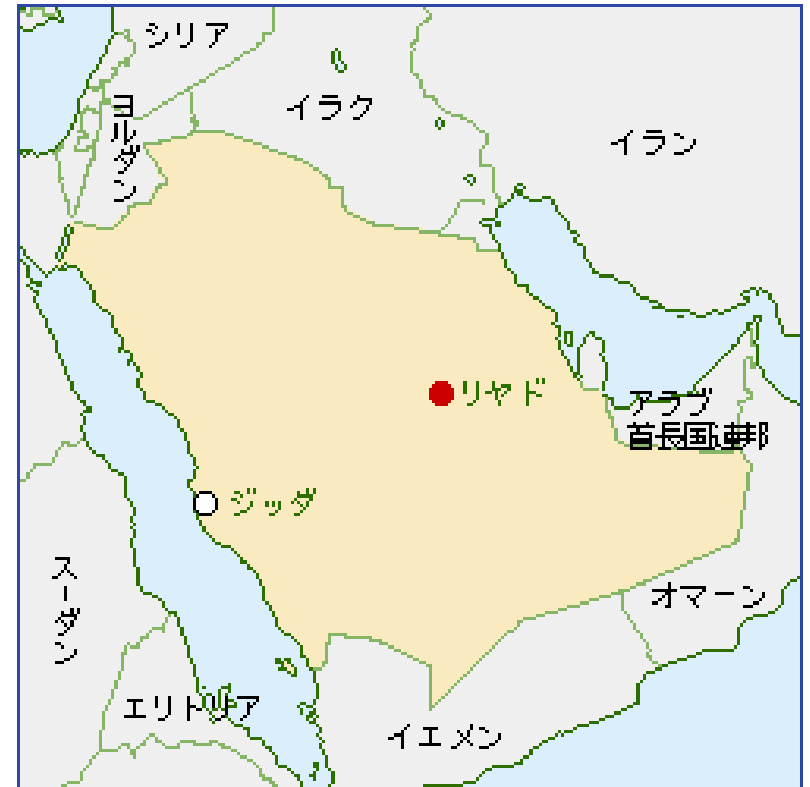 シリア
イラク
ヨルダン
イラン
リヤド
アラブ
首長国連邦
ジッダ
スーダン
オマーン
エリトリア
イエメン